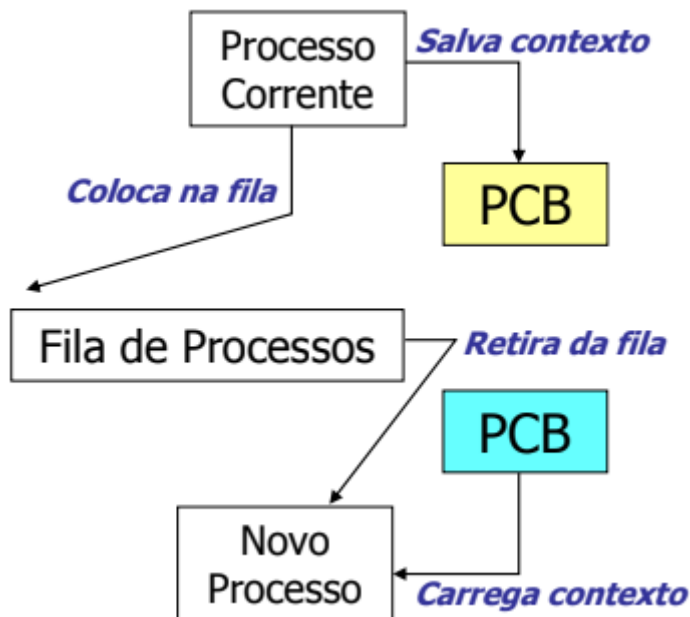 Processo
Corrente
Salva contexto
PCB
Coloca na fila
Fila de Processos
Retira da fila
PCB
Novo
Processo
Carrega contexto